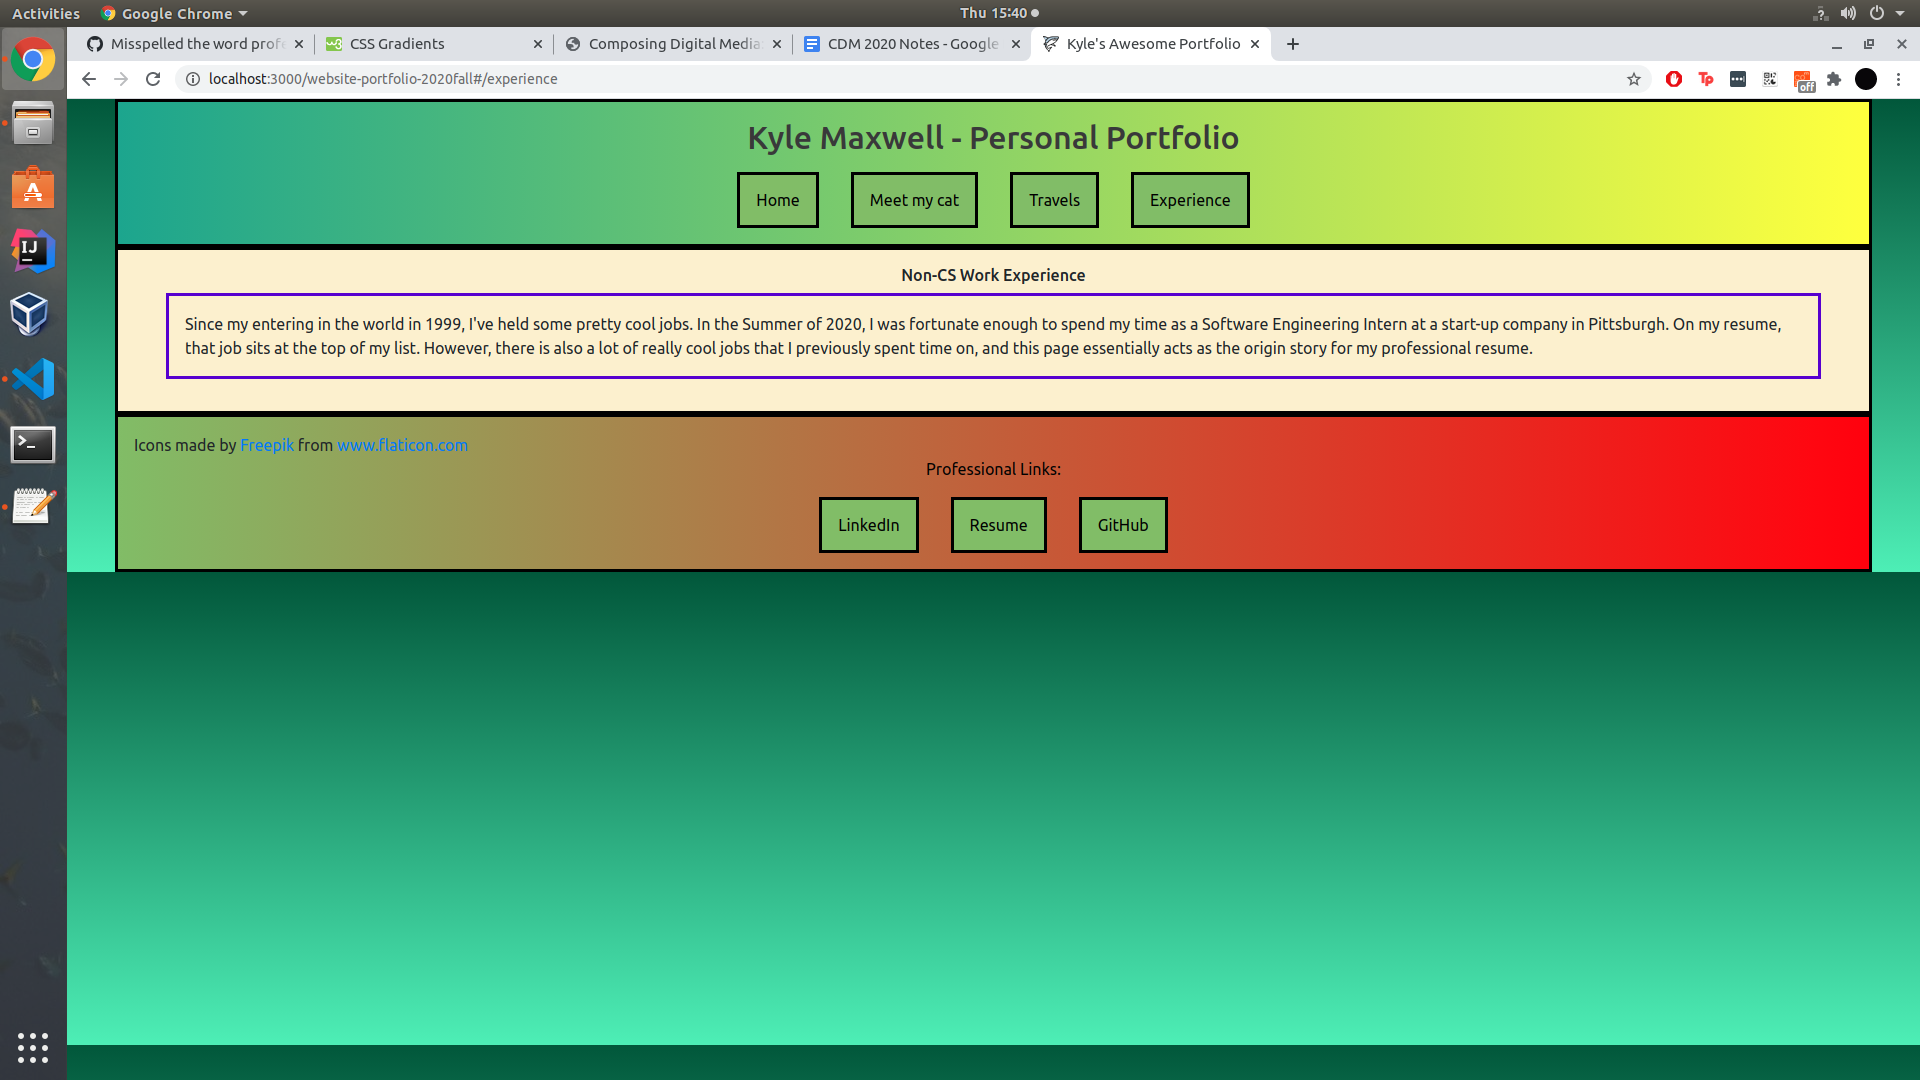 Activities Google Chrome Thu 15:40
Misspelled the word prof CSS Gradients Composing Digital Media CDM 2020 Notes - Google Kyle's Awesome Portfolio
localhost:3000/website-portfolio-2020fall#/experience Tp off
Kyle Maxwell - Personal Portfolio
Home Meet my cat Travels Experience
Non-CS Work Experience
Since my entering in the world in 1999, I've held some pretty cool jobs. In the Summer of 2020, I was fortunate enough to spend my time as a Software Engineering Intern at a start-up company in Pittsburgh. On my resume,
that job sits at the top of my list. However, there is also a lot of really cool jobs that I previously spent time on, and this page essentially acts as the origin story for my professional resume.
Icons made by Freepik from www.flaticon.com
Professional Links:
LinkedIn Resume GitHub